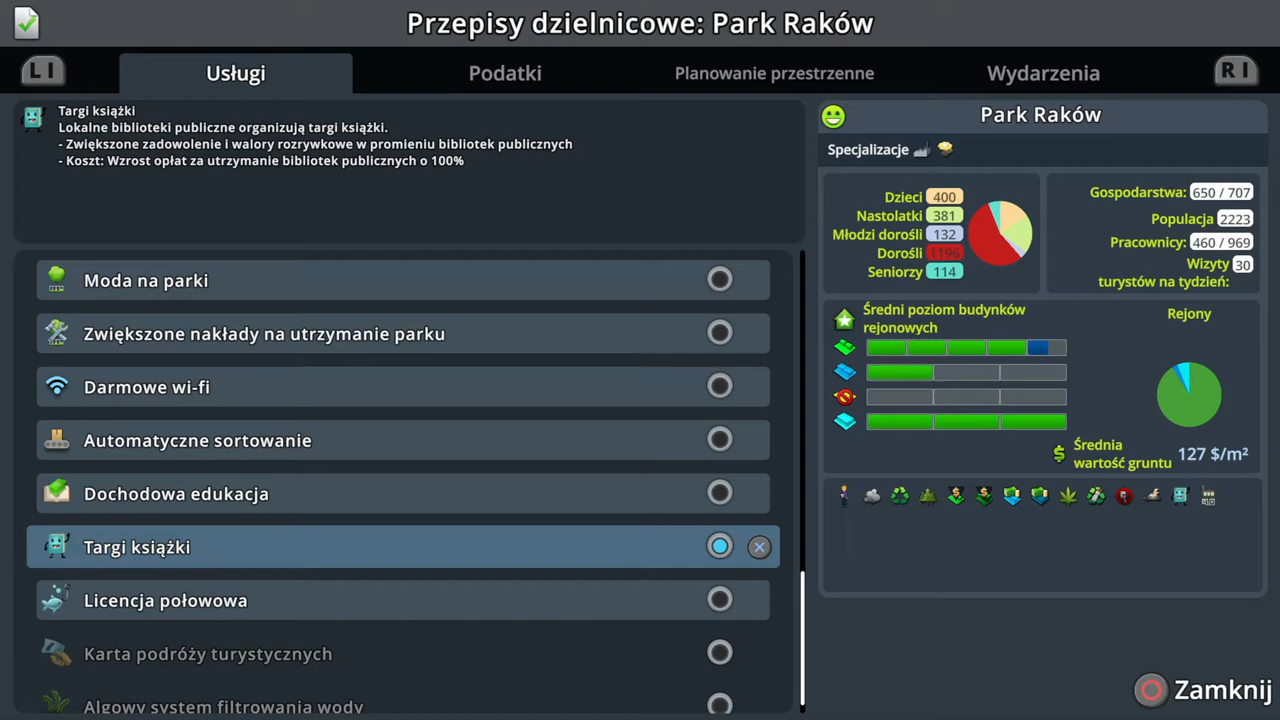 Przepisy dzielnicowe: Park Raków
L1
Usługi
Podatki
Planowanie przestrzenne
Wydarzenia
R1
Targi książki
Lokalne biblioteki publiczne organizują targi książki.
- Zwiększone zadowolenie i walory rozrywkowe w promieniu bibliotek publicznych
- Koszt: Wzrost opłat za utrzymanie bibliotek publicznych o 100%
Moda na parki
Zwiększone nakłady na utrzymanie parku
Darmowe wi-fi
Automatyczne sortowanie
Dochodowa edukacja
Targi książki
Licencja połowowa
Karta podróży turystycznych
Algowy system filtrowania wody
Park Raków
Specjalizacje
Dzieci 400
Nastolatki 381
Młodzi dorośli 132
Dorośli 1196
Seniorzy 114
Gospodarstwa: 650 / 707
Populacja 2223
Pracownicy: 460 / 969
Wizyty 30
turystów na tydzień:
Średni poziom budynków
rejonowych
Rejony
$ Średnia
wartość gruntu 127 $/m²
Zamknij